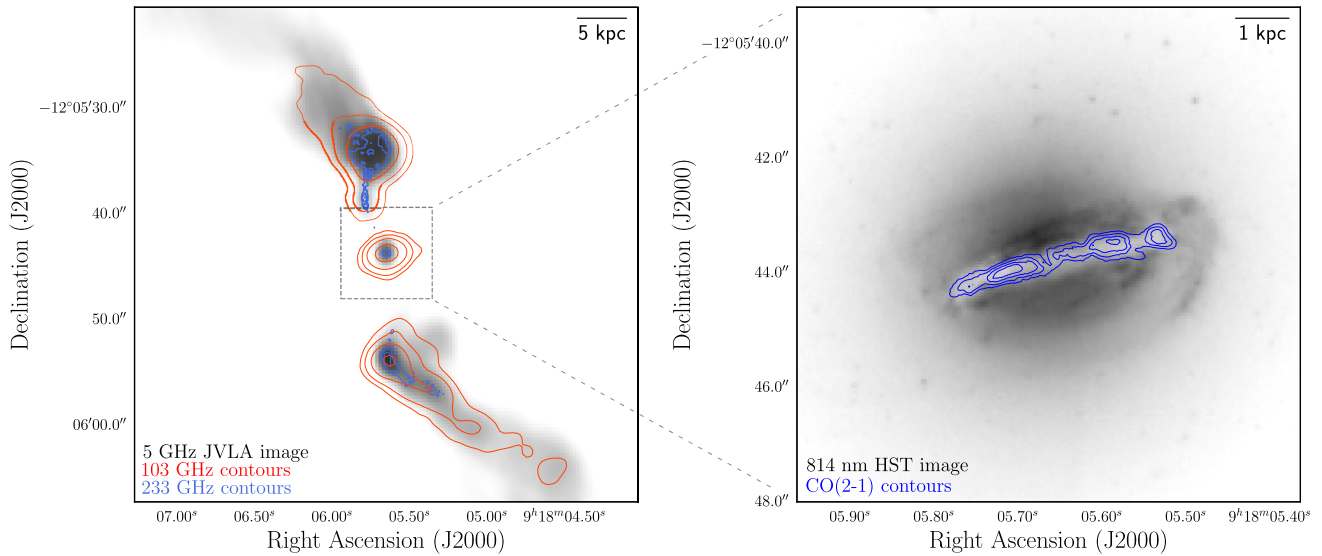 5 kpc
−12°05′30.0″
40.0″
50.0″
06′00.0″
Declination (J2000)
5 GHz JVLA image
103 GHz contours
233 GHz contours
07.00ˢ 06.50ˢ 06.00ˢ 05.50ˢ 05.00ˢ 9ʰ18ᵐ04.50ˢ
Right Ascension (J2000)
1 kpc
−12°05′40.0″
42.0″
44.0″
46.0″
48.0″
Declination (J2000)
814 nm HST image
CO(2-1) contours
05.90ˢ 05.80ˢ 05.70ˢ 05.60ˢ 05.50ˢ 9ʰ18ᵐ05.40ˢ
Right Ascension (J2000)